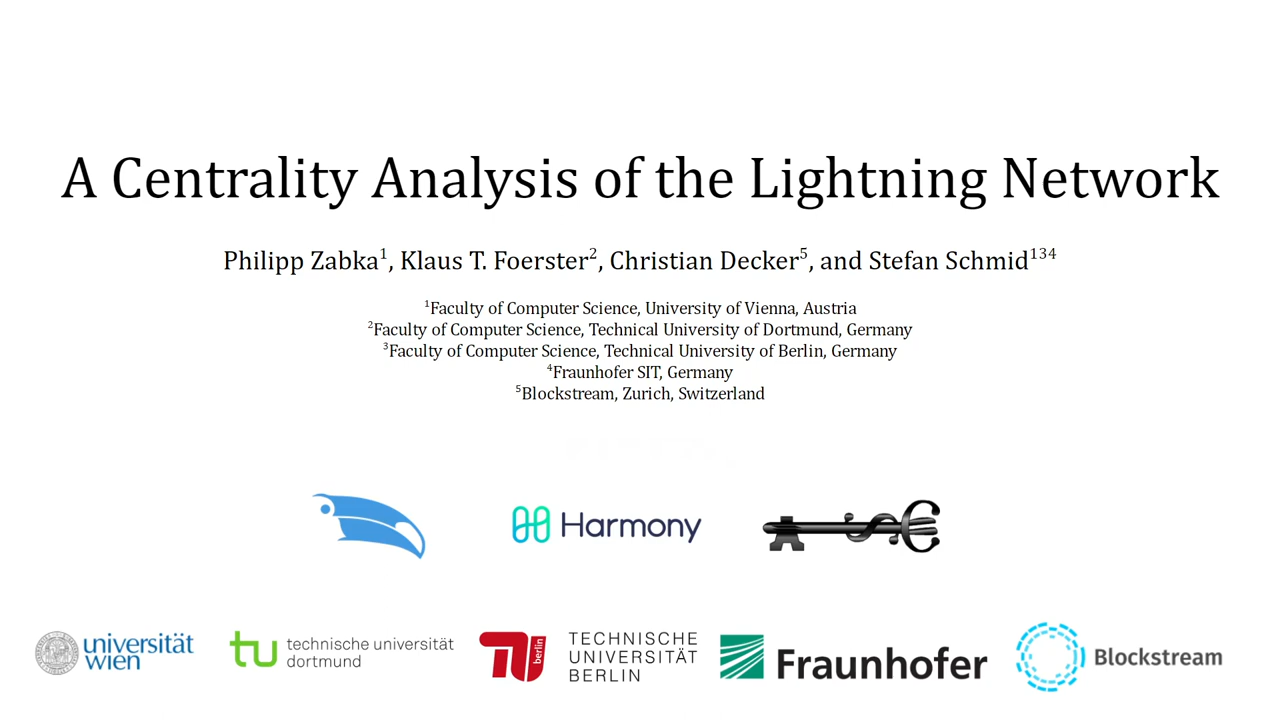 A Centrality Analysis of the Lightning Network
Philipp Zabka¹, Klaus T. Foerster², Christian Decker⁵, and Stefan Schmid¹³⁴
¹Faculty of Computer Science, University of Vienna, Austria
²Faculty of Computer Science, Technical University of Dortmund, Germany
³Faculty of Computer Science, Technical University of Berlin, Germany
⁴Fraunhofer SIT, Germany
⁵Blockstream, Zurich, Switzerland
Harmony
universität
wien
tu
technische universität
dortmund
TU
berlin
TECHNISCHE
UNIVERSITÄT
BERLIN
Fraunhofer
Blockstream